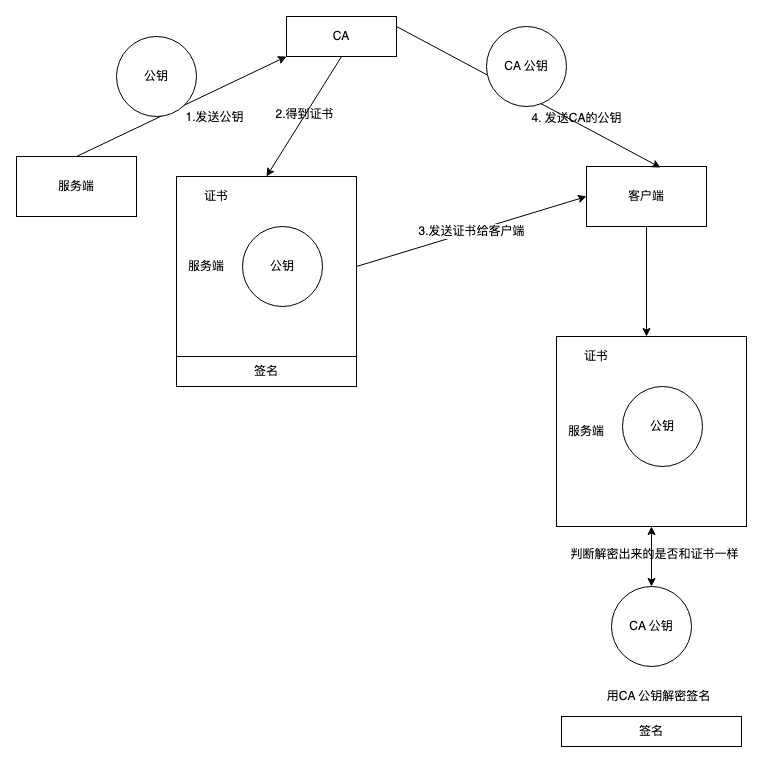 CA
公钥
CA 公钥
1.发送公钥
2.得到证书
4. 发送CA的公钥
服务端
证书
客户端
3.发送证书给客户端
服务端
公钥
签名
证书
服务端
公钥
判断解密出来的是否和证书一样
CA 公钥
用CA 公钥解密签名
签名